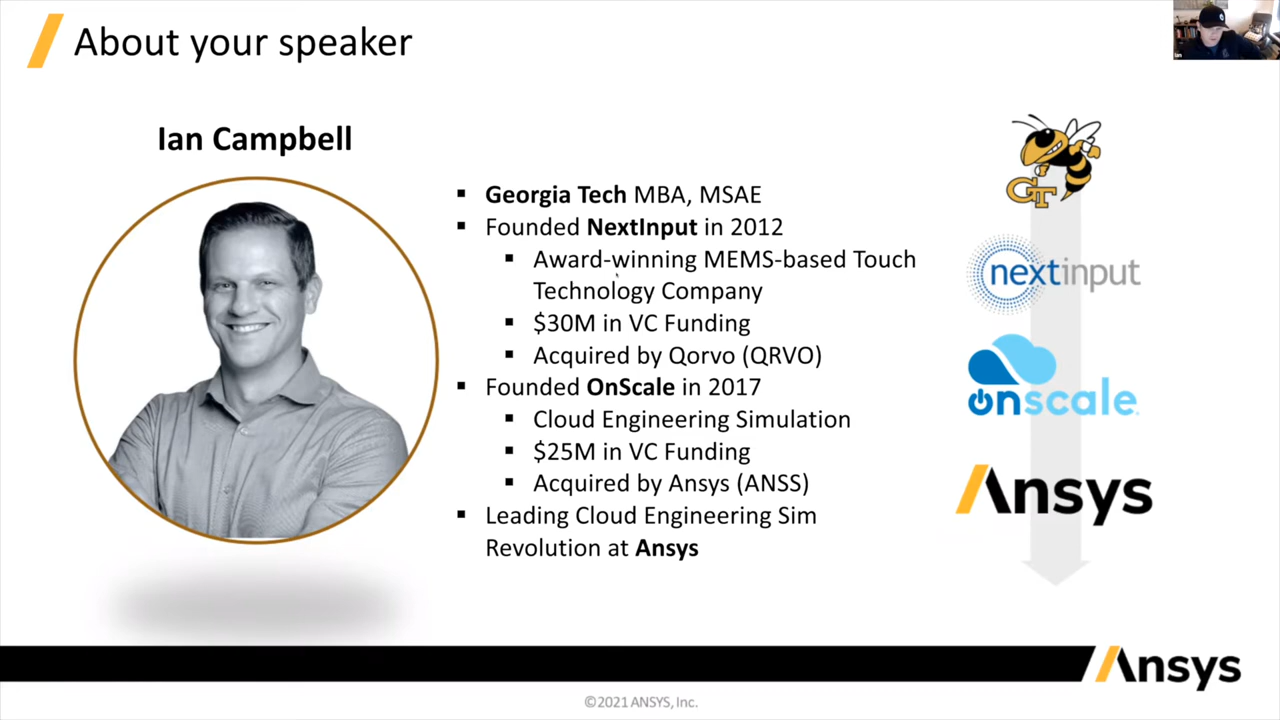 About your speaker
Ian Campbell
Georgia Tech MBA, MSAE
Founded NextInput in 2012
Award-winning MEMS-based Touch
Technology Company
$30M in VC Funding
Acquired by Qorvo (QRVO)
Founded OnScale in 2017
Cloud Engineering Simulation
$25M in VC Funding
Acquired by Ansys (ANSS)
Leading Cloud Engineering Sim
Revolution at Ansys
GT
nextinput
onscale
Ansys
Ansys
©2021 ANSYS, Inc.
Ian